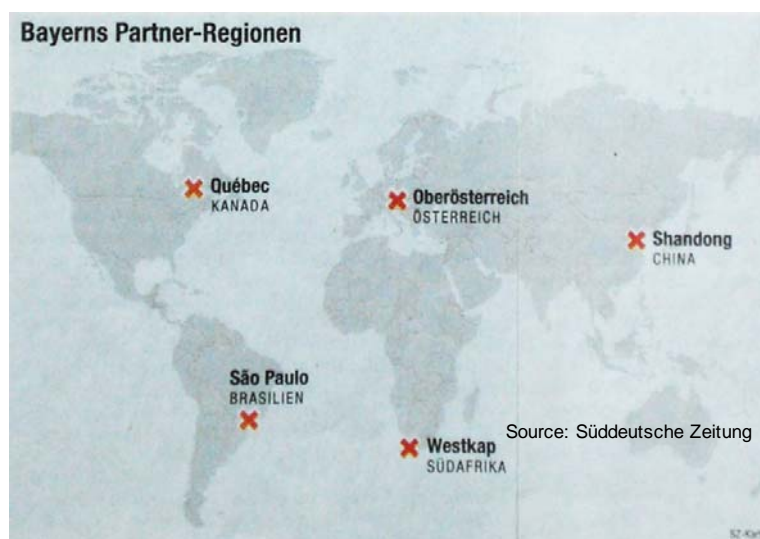 Bayerns Partner-Regionen
Québec
KANADA
Oberösterreich
ÖSTERREICH
Shandong
CHINA
São Paulo
BRASILIEN
Source: Süddeutsche Zeitung
Westkap
SÜDAFRIKA